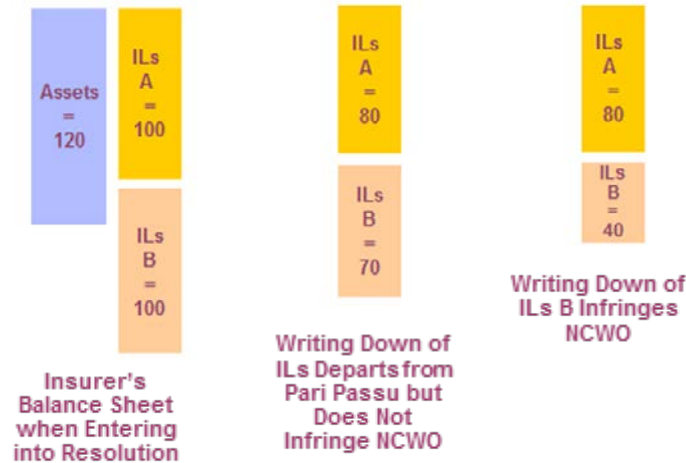 Assets
=
120
ILs
A
=
100
ILs
B
=
100
Insurer's
Balance Sheet
when Entering
into Resolution
ILs
A
=
80
ILs
B
=
70
Writing Down of
ILs Departs from
Pari Passu but
Does Not
Infringe NCWO
ILs
A
=
80
ILs
B
=
40
Writing Down of
ILs B Infringes
NCWO